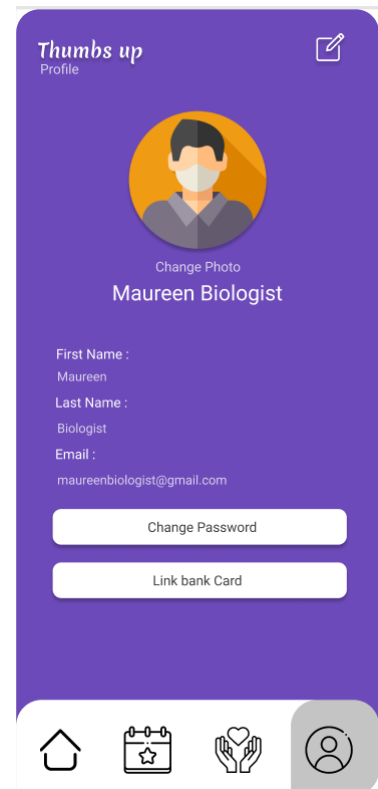 Thumbs up
Profile
Change Photo
Maureen Biologist
First Name :
Maureen
Last Name :
Biologist
Email :
maureenbiologist@gmail.com
Change Password
Link bank Card